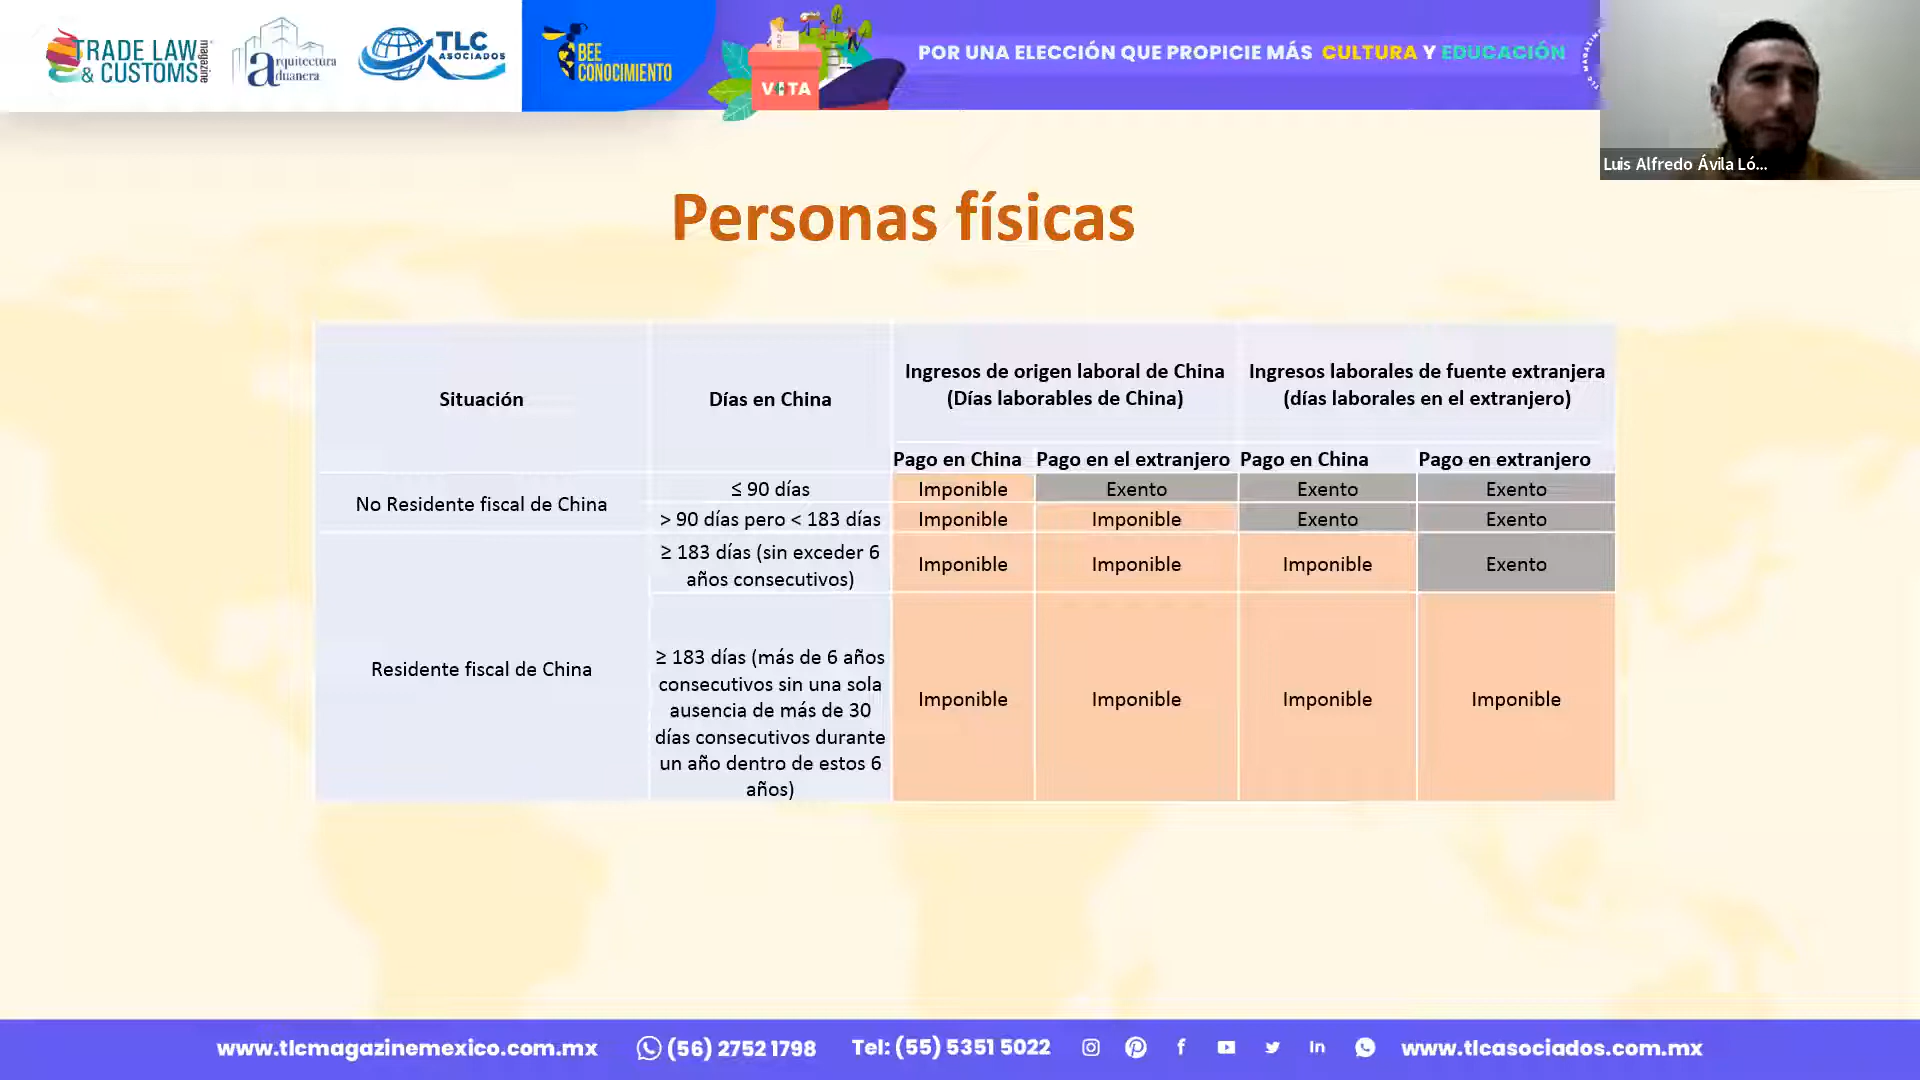 TRADE LAW
& CUSTOMS
magazine
arquitectura
aduanera
TLC
ASOCIADOS
BEE
CONOCIMIENTO
VOTA
POR UNA ELECCIÓN QUE PROPICIE MÁS CULTURA Y EDUCACIÓN
Luis Alfredo Ávila Ló...
Personas físicas
Situación
Días en China
Ingresos de origen laboral de China
(Días laborables de China)
Ingresos laborales de fuente extranjera
(días laborales en el extranjero)
Pago en China Pago en el extranjero Pago en China Pago en extranjero
No Residente fiscal de China
≤ 90 días Imponible Exento Exento Exento
> 90 días pero < 183 días Imponible Imponible Exento Exento
Residente fiscal de China
≥ 183 días (sin exceder 6
años consecutivos)
Imponible Imponible Imponible Exento
≥ 183 días (más de 6 años
consecutivos sin una sola
ausencia de más de 30
días consecutivos durante
un año dentro de estos 6
años)
Imponible Imponible Imponible Imponible
www.tlcmagazinemexico.com.mx (56) 2752 1798 Tel: (55) 5351 5022 www.tlcasociados.com.mx